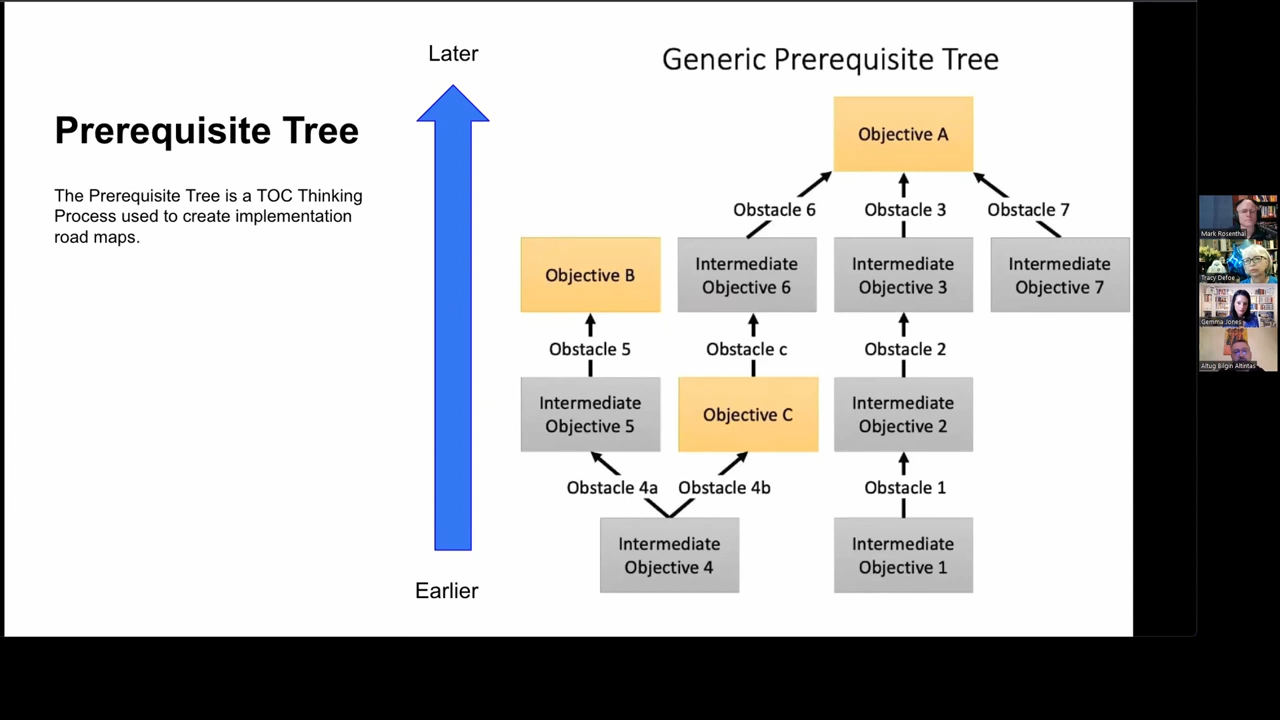 Later
Generic Prerequisite Tree
Prerequisite Tree
The Prerequisite Tree is a TOC Thinking
Process used to create implementation
road maps.
Objective A
Obstacle 6
Obstacle 3
Obstacle 7
Objective B
Intermediate
Objective 6
Intermediate
Objective 3
Intermediate
Objective 7
Obstacle 5
Obstacle c
Obstacle 2
Intermediate
Objective 5
Objective C
Intermediate
Objective 2
Obstacle 4a
Obstacle 4b
Obstacle 1
Intermediate
Objective 4
Intermediate
Objective 1
Earlier
Mark Rosenthal
Tracy Defoe
Gemma Jones
Altug Bilgin Altintas